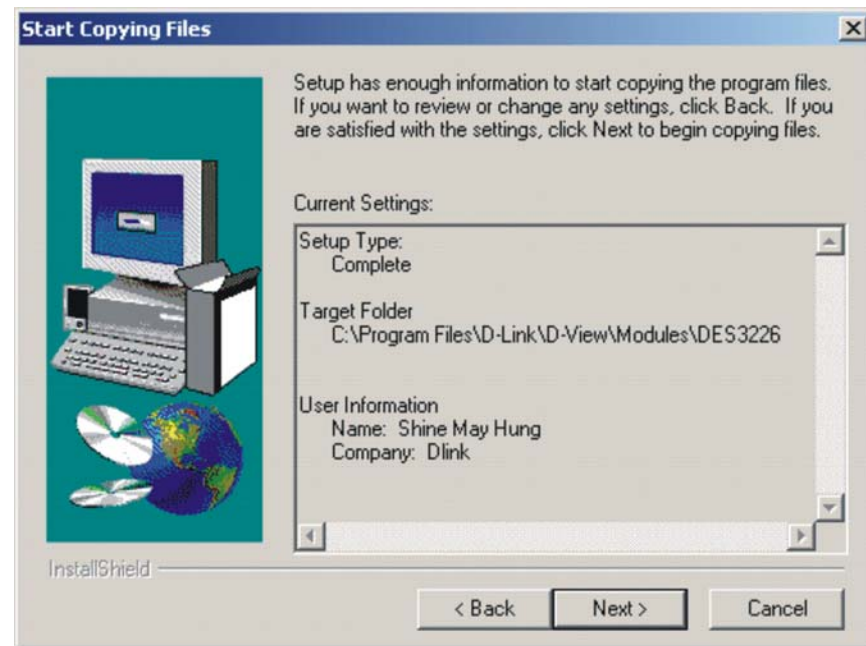 Start Copying Files
Setup has enough information to start copying the program files.
If you want to review or change any settings, click Back.  If you
are satisfied with the settings, click Next to begin copying files.
Current Settings:
Setup Type:
Complete
Target Folder
C:\Program Files\D-Link\D-View\Modules\DES3226
User Information
Name:  Shine May Hung
Company:  Dlink
InstallShield
< Back
Next >
Cancel